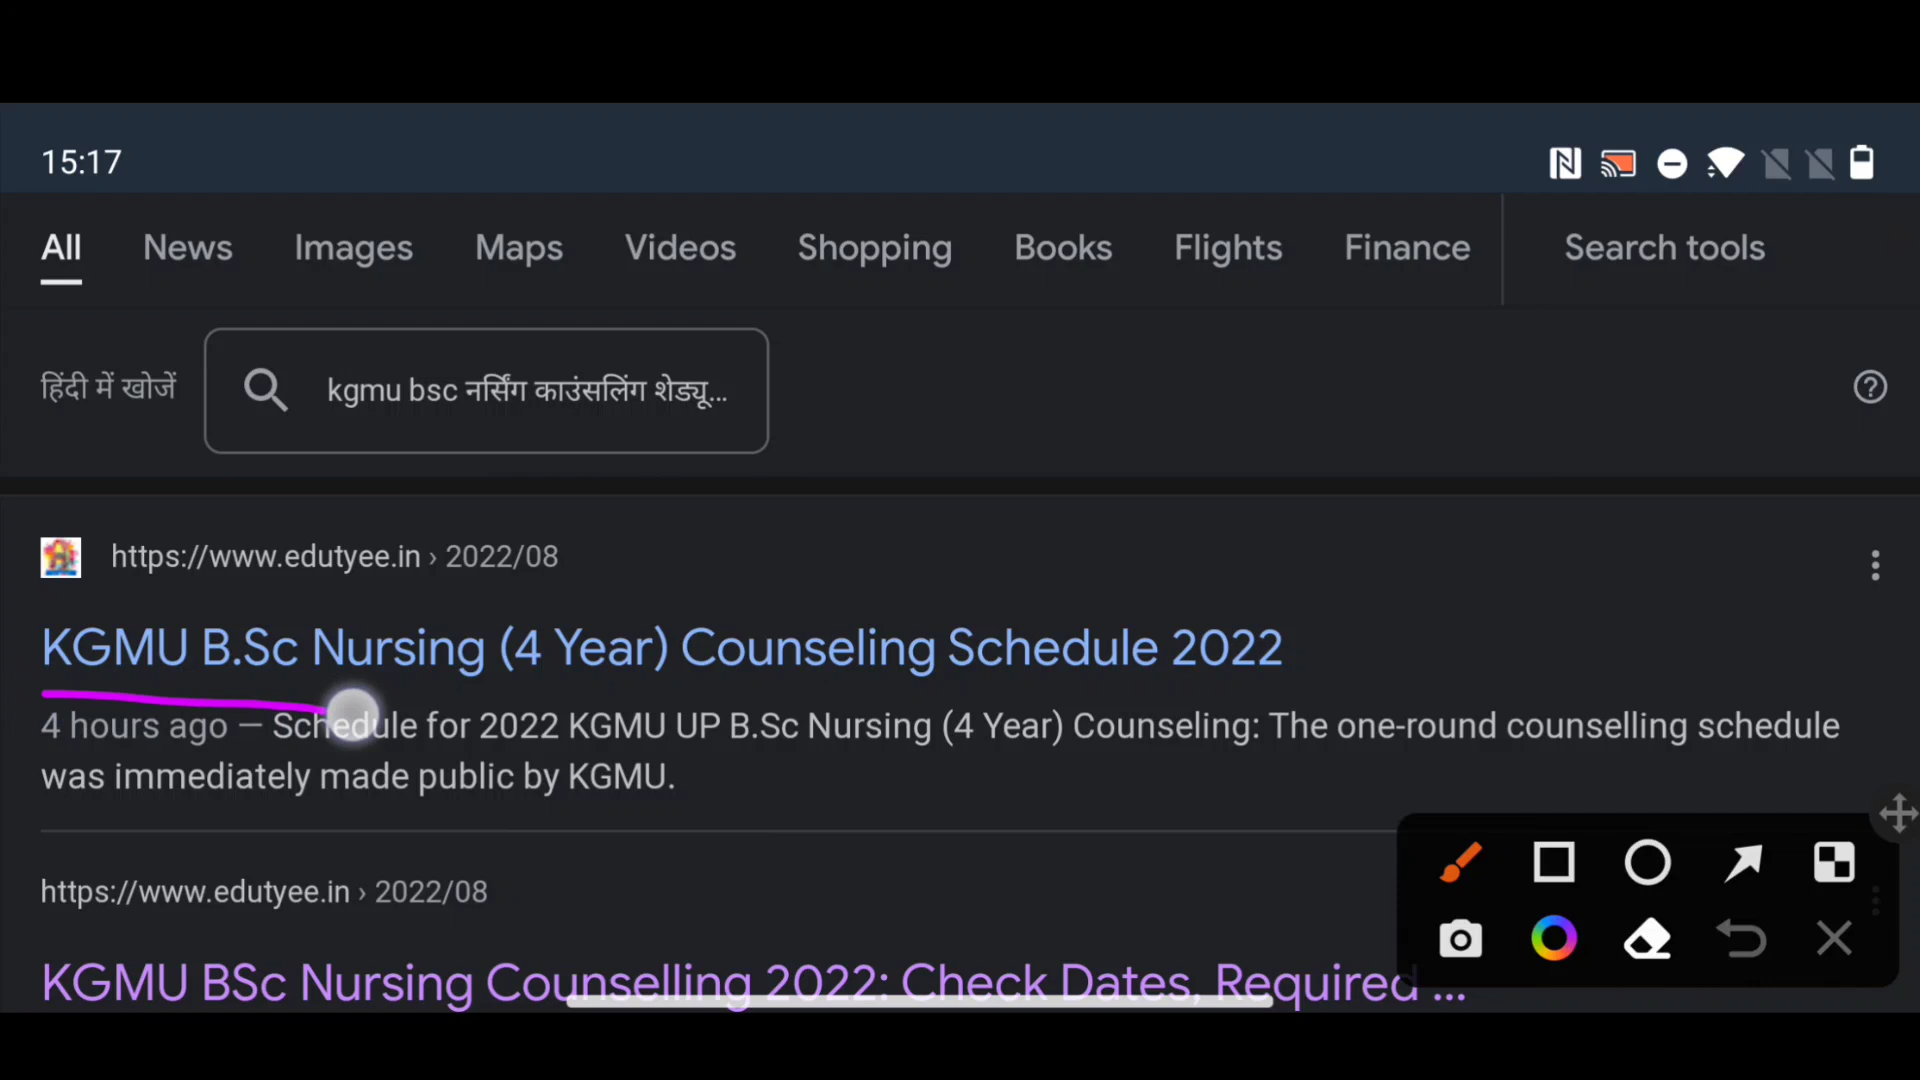 15:17
All News Images Maps Videos Shopping Books Flights Finance Search tools
हिंदी में खोजें kgmu bsc नर्सिंग काउंसलिंग शेड्यू...
https://www.edutyee.in › 2022/08
KGMU B.Sc Nursing (4 Year) Counseling Schedule 2022
4 hours ago — Schedule for 2022 KGMU UP B.Sc Nursing (4 Year) Counseling: The one-round counselling schedule
was immediately made public by KGMU.
https://www.edutyee.in › 2022/08
KGMU BSc Nursing Counselling 2022: Check Dates, Required ...